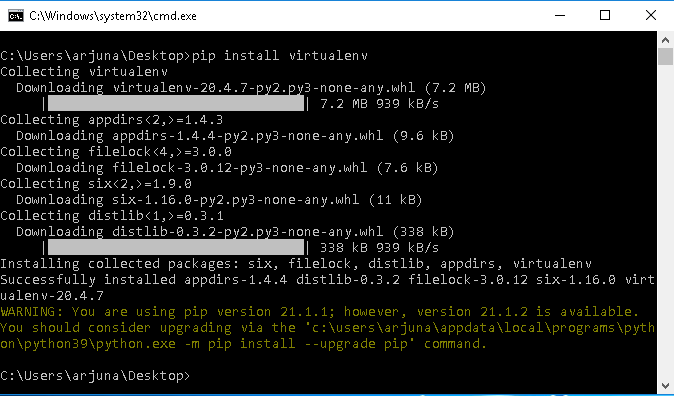 C:\Windows\system32\cmd.exe
C:\Users\arjuna\Desktop>pip install virtualenv
Collecting virtualenv
  Downloading virtualenv-20.4.7-py2.py3-none-any.whl (7.2 MB)
     |████████████████████████████████| 7.2 MB 939 kB/s
Collecting appdirs<2,>=1.4.3
  Downloading appdirs-1.4.4-py2.py3-none-any.whl (9.6 kB)
Collecting filelock<4,>=3.0.0
  Downloading filelock-3.0.12-py3-none-any.whl (7.6 kB)
Collecting six<2,>=1.9.0
  Downloading six-1.16.0-py2.py3-none-any.whl (11 kB)
Collecting distlib<1,>=0.3.1
  Downloading distlib-0.3.2-py2.py3-none-any.whl (338 kB)
     |████████████████████████████████| 338 kB 939 kB/s
Installing collected packages: six, filelock, distlib, appdirs, virtualenv
Successfully installed appdirs-1.4.4 distlib-0.3.2 filelock-3.0.12 six-1.16.0 virt
ualenv-20.4.7
WARNING: You are using pip version 21.1.1; however, version 21.1.2 is available.
You should consider upgrading via the 'c:\users\arjuna\appdata\local\programs\pyth
on\python39\python.exe -m pip install --upgrade pip' command.
C:\Users\arjuna\Desktop>